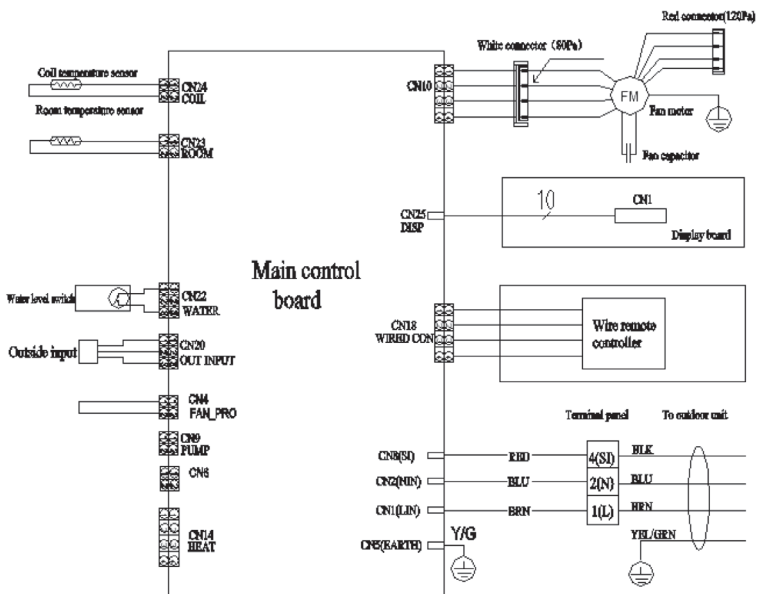 Red connector(120Pa)
White connector (80Pa)
Coil temperature sensor
CN24
COIL
CN10
FM
Fan motor
Room temperature sensor
CN23
ROOM
Fan capacitor
10
CN1
CN25
DISP
Display board
Main control
board
Water level switch
CN22
WATER
CN18
WIRED CON
Wire remote
controller
Outside input
CN20
OUT INPUT
CN4
FAN_PRO
Terminal panel
To outdoor unit
CN9
PUMP
CN8(SI)
RED
4(SI)
BLK
CN6
CN2(NIN)
BLU
2(N)
BLU
CN1(LIN)
BRN
1(L)
BRN
CN14
HEAT
CN5(EARTH)
Y/G
YEL/GRN